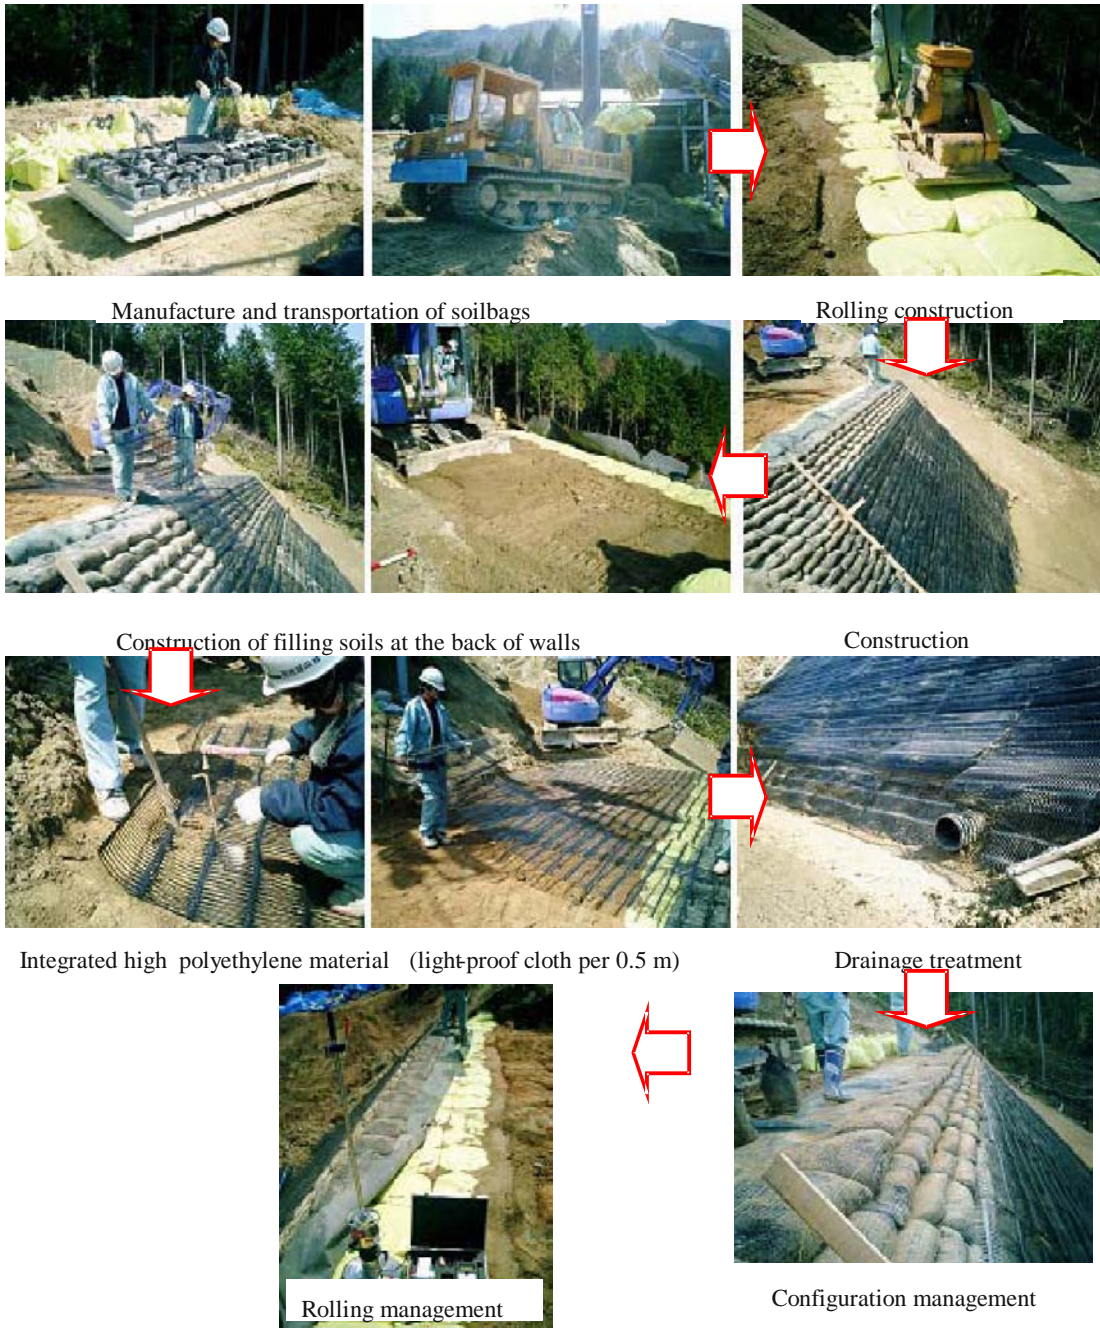 Manufacture and transportation of soilbags
Rolling construction
Construction of filling soils at the back of walls
Construction
Integrated high polyethylene material (light-proof cloth per 0.5 m)
Drainage treatment
Rolling management
Configuration management